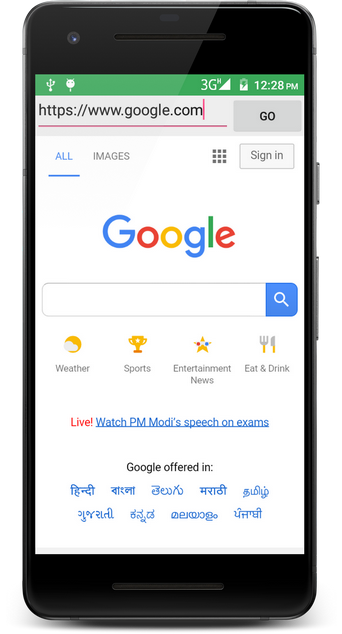 3G 12:28 PM
https://www.google.com GO
ALL IMAGES Sign in
Google
Weather Sports Entertainment News Eat & Drink
Live! Watch PM Modi's speech on exams
Google offered in:
हिन्दी বাংলা తెలుగు मराठी தமிழ்
ગુજરાતી ಕನ್ನಡ മലയാളം ਪੰਜਾਬੀ